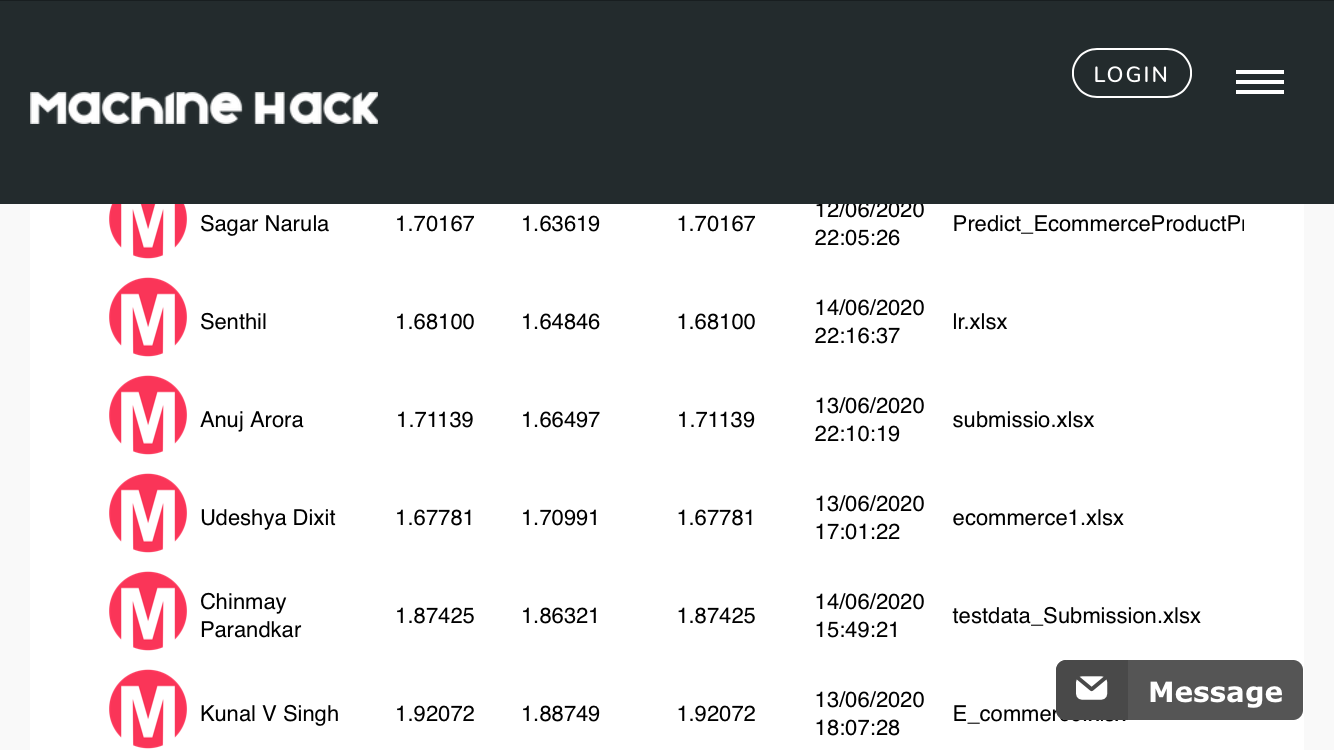 Machine Hack
LOGIN
Sagar Narula 1.70167 1.63619 1.70167 12/06/2020
22:05:26 Predict_EcommerceProductPr
M
Senthil 1.68100 1.64846 1.68100 14/06/2020
22:16:37 lr.xlsx
M
Anuj Arora 1.71139 1.66497 1.71139 13/06/2020
22:10:19 submissio.xlsx
M
Udeshya Dixit 1.67781 1.70991 1.67781 13/06/2020
17:01:22 ecommerce1.xlsx
M
Chinmay
Parandkar 1.87425 1.86321 1.87425 14/06/2020
15:49:21 testdata_Submission.xlsx
M
Kunal V Singh 1.92072 1.88749 1.92072 13/06/2020
18:07:28
M
Message